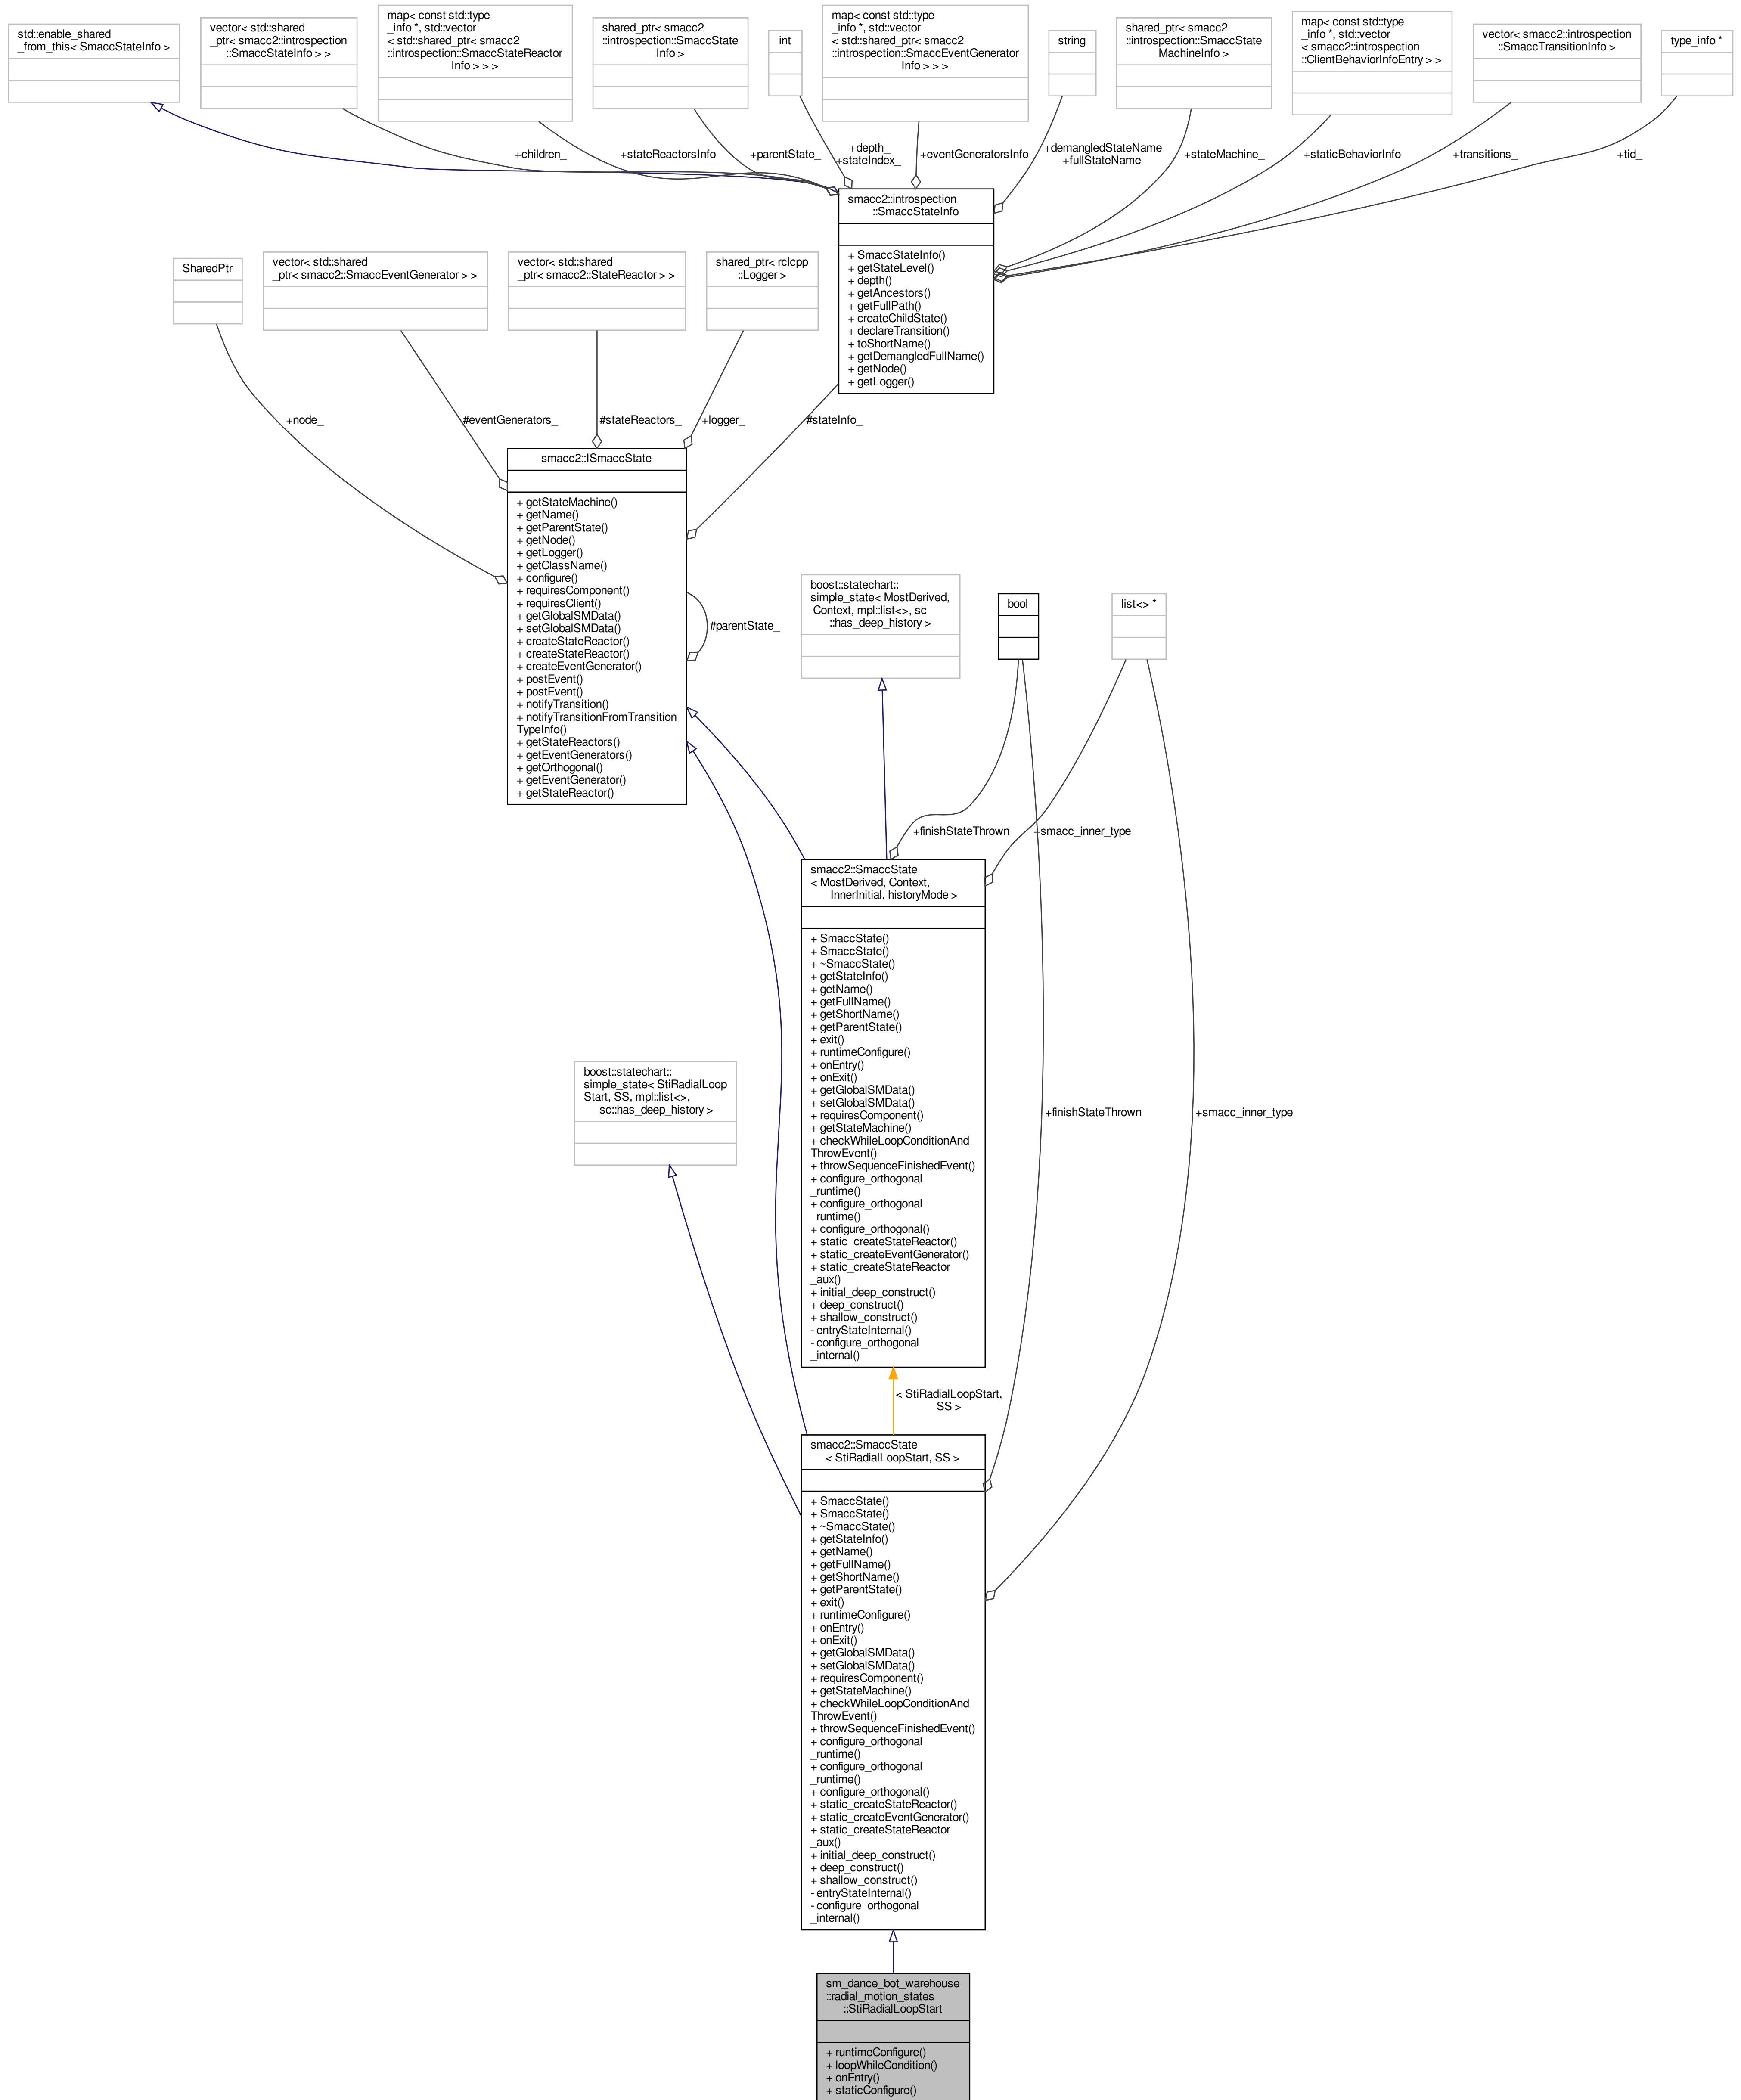 std::enable_shared
_from_this< SmaccStateInfo >
vector< std::shared
_ptr< smacc2::introspection
::SmaccStateInfo > >
map< const std::type
_info *, std::vector
< std::shared_ptr< smacc2
::introspection::SmaccStateReactor
Info > > >
shared_ptr< smacc2
::introspection::SmaccState
Info >
int
map< const std::type
_info *, std::vector
< std::shared_ptr< smacc2
::introspection::SmaccEventGenerator
Info > > >
string
shared_ptr< smacc2
::introspection::SmaccState
MachineInfo >
map< const std::type
_info *, std::vector
< smacc2::introspection
::ClientBehaviorInfoEntry > >
vector< smacc2::introspection
::SmaccTransitionInfo >
type_info *
+children_
+stateReactorsInfo
+parentState_
+depth_
+stateIndex_
+eventGeneratorsInfo
+demangledStateName
+fullStateName
+stateMachine_
+staticBehaviorInfo
+transitions_
+tid_
smacc2::introspection
::SmaccStateInfo
+ SmaccStateInfo()
+ getStateLevel()
+ depth()
+ getAncestors()
+ getFullPath()
+ createChildState()
+ declareTransition()
+ toShortName()
+ getDemangledFullName()
+ getNode()
+ getLogger()
SharedPtr
vector< std::shared
_ptr< smacc2::SmaccEventGenerator > >
vector< std::shared
_ptr< smacc2::StateReactor > >
shared_ptr< rclcpp
::Logger >
+node_
#eventGenerators_
#stateReactors_
+logger_
#stateInfo_
smacc2::ISmaccState
+ getStateMachine()
+ getName()
+ getParentState()
+ getNode()
+ getLogger()
+ getClassName()
+ configure()
+ requiresComponent()
+ requiresClient()
+ getGlobalSMData()
+ setGlobalSMData()
+ createStateReactor()
+ createStateReactor()
+ createEventGenerator()
+ postEvent()
+ postEvent()
+ notifyTransition()
+ notifyTransitionFromTransition
TypeInfo()
+ getStateReactors()
+ getEventGenerators()
+ getOrthogonal()
+ getEventGenerator()
+ getStateReactor()
#parentState_
boost::statechart::
simple_state< MostDerived,
Context, mpl::list<>, sc
::has_deep_history >
bool
list<> *
+finishStateThrown
+smacc_inner_type
smacc2::SmaccState
< MostDerived, Context,
InnerInitial, historyMode >
+ SmaccState()
+ SmaccState()
+ ~SmaccState()
+ getStateInfo()
+ getName()
+ getFullName()
+ getShortName()
+ getParentState()
+ exit()
+ runtimeConfigure()
+ onEntry()
+ onExit()
+ getGlobalSMData()
+ setGlobalSMData()
+ requiresComponent()
+ getStateMachine()
+ checkWhileLoopConditionAnd
ThrowEvent()
+ throwSequenceFinishedEvent()
+ configure_orthogonal
_runtime()
+ configure_orthogonal
_runtime()
+ configure_orthogonal()
+ static_createStateReactor()
+ static_createEventGenerator()
+ static_createStateReactor
_aux()
+ initial_deep_construct()
+ deep_construct()
+ shallow_construct()
- entryStateInternal()
- configure_orthogonal
_internal()
boost::statechart::
simple_state< StiRadialLoop
Start, SS, mpl::list<>,
sc::has_deep_history >
+finishStateThrown
+smacc_inner_type
< StiRadialLoopStart,
SS >
smacc2::SmaccState
< StiRadialLoopStart, SS >
+ SmaccState()
+ SmaccState()
+ ~SmaccState()
+ getStateInfo()
+ getName()
+ getFullName()
+ getShortName()
+ getParentState()
+ exit()
+ runtimeConfigure()
+ onEntry()
+ onExit()
+ getGlobalSMData()
+ setGlobalSMData()
+ requiresComponent()
+ getStateMachine()
+ checkWhileLoopConditionAnd
ThrowEvent()
+ throwSequenceFinishedEvent()
+ configure_orthogonal
_runtime()
+ configure_orthogonal
_runtime()
+ configure_orthogonal()
+ static_createStateReactor()
+ static_createEventGenerator()
+ static_createStateReactor
_aux()
+ initial_deep_construct()
+ deep_construct()
+ shallow_construct()
- entryStateInternal()
- configure_orthogonal
_internal()
sm_dance_bot_warehouse
::radial_motion_states
::StiRadialLoopStart
+ runtimeConfigure()
+ loopWhileCondition()
+ onEntry()
+ staticConfigure()